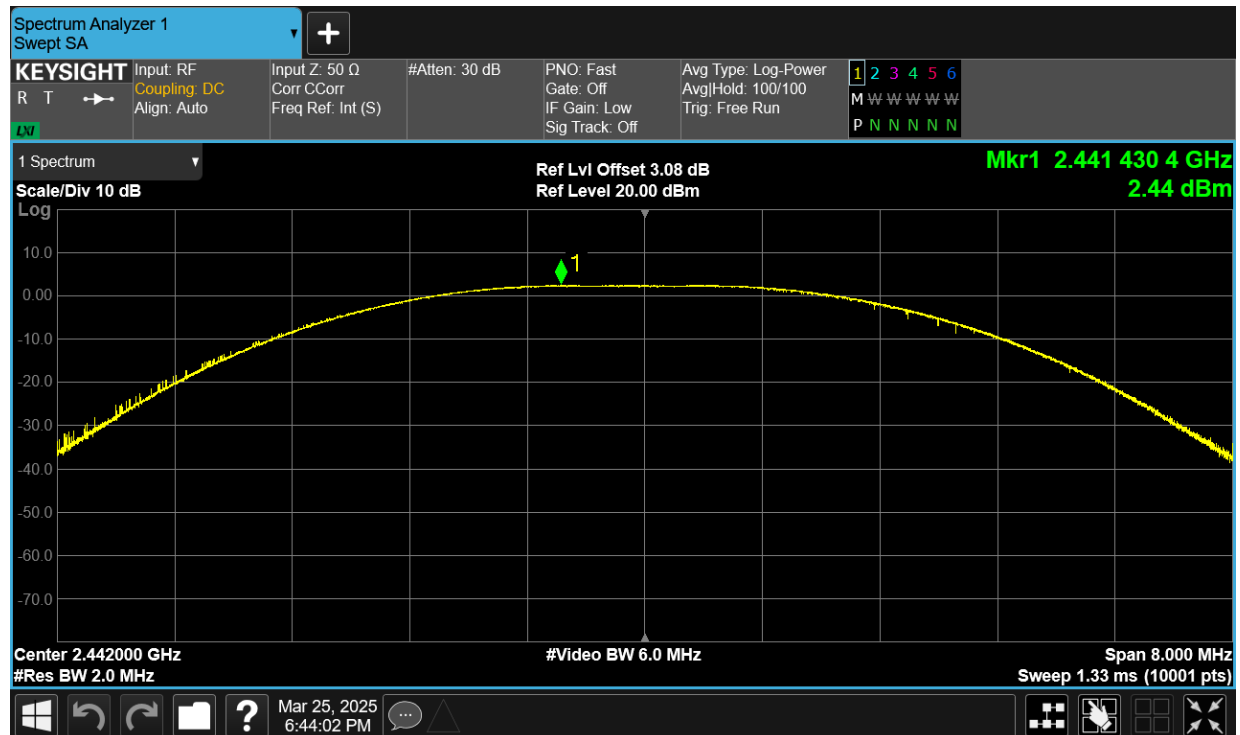 Spectrum Analyzer 1
Swept SA
KEYSIGHT
R T
LXI
Input: RF
Coupling: DC
Align: Auto
Input Z: 50 Ω
Corr CCorr
Freq Ref: Int (S)
#Atten: 30 dB
PNO: Fast
Gate: Off
IF Gain: Low
Sig Track: Off
Avg Type: Log-Power
Avg|Hold: 100/100
Trig: Free Run
1 2 3 4 5 6
M W W W W W
P N N N N N
1 Spectrum
Scale/Div 10 dB
Ref Lvl Offset 3.08 dB
Ref Level 20.00 dBm
Mkr1 2.441 430 4 GHz
2.44 dBm
Log
10.0
0.00
-10.0
-20.0
-30.0
-40.0
-50.0
-60.0
-70.0
1
Center 2.442000 GHz
#Res BW 2.0 MHz
#Video BW 6.0 MHz
Span 8.000 MHz
Sweep 1.33 ms (10001 pts)
?
Mar 25, 2025
6:44:02 PM